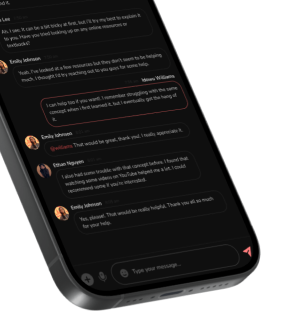 Lee
Ah, I see. It can be a bit tricky at first, but I'll try my best to explain it
to you. Have you tried looking up any online resources or
textbooks?
Emily Johnson
Yeah, I've looked at a few resources but they don't seem to be helping
much. I thought I'd try reaching out to you guys for some help.
Williams
I can help too if you want! I remember struggling with the same
concept when I first learned it, but I eventually got the hang of
it.
Emily Johnson
@williams That would be great, thank you! I really appreciate it.
Ethan Nguyen
I also had some trouble with that concept before. I found that
watching some videos on YouTube helped me a lot. I could
recommend some if you're interested.
Emily Johnson
Yes, please! That would be really helpful. Thank you all so much
for your help.
Type your message...